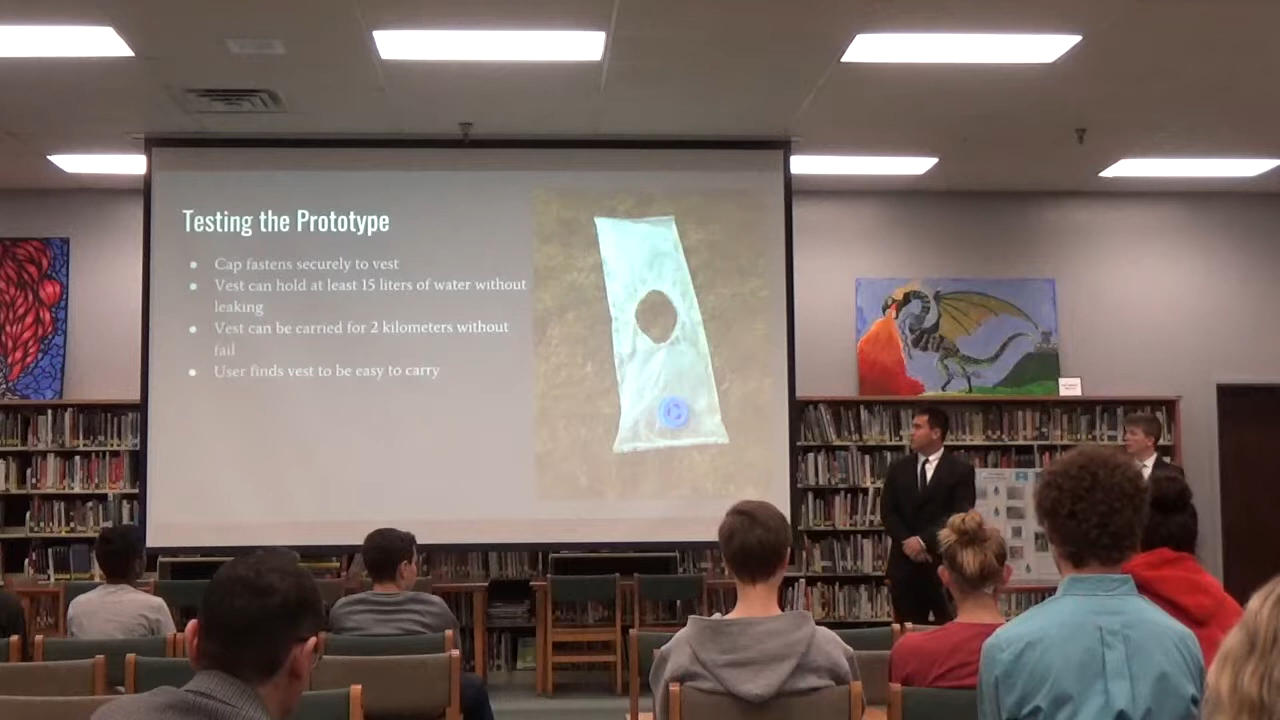 Testing the Prototype
● Cap fastens securely to vest
● Vest can hold at least 15 liters of water without
leaking
● Vest can be carried for 2 kilometers without
fail
● User finds vest to be easy to carry